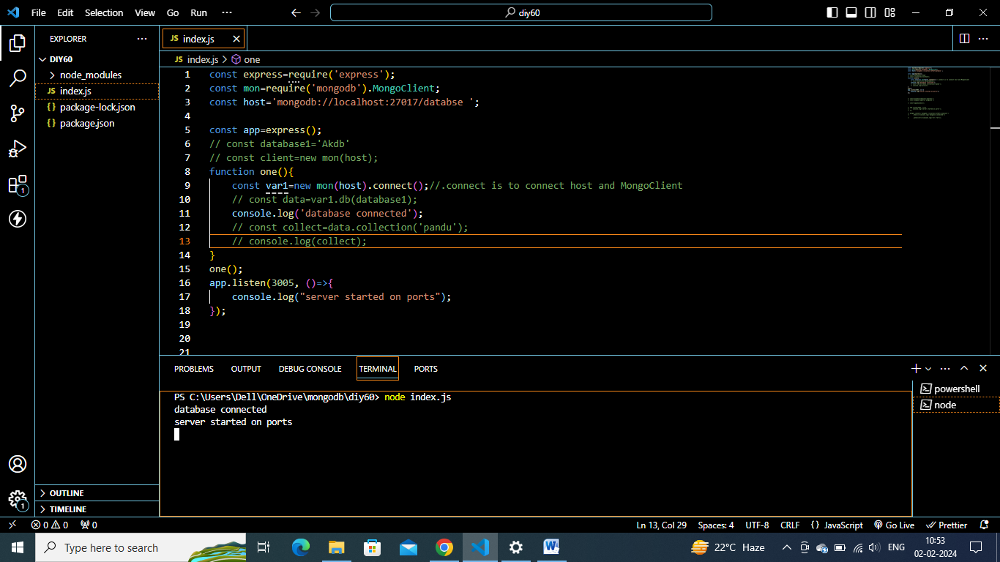 File Edit Selection View Go Run ···
diy60
EXPLORER ···
DIY60
node_modules
JS index.js
{} package-lock.json
{} package.json
OUTLINE
TIMELINE
JS index.js
JS index.js > one
1 const express=require('express');
2 const mon=require('mongodb').MongoClient;
3 const host='mongodb://localhost:27017/databse ';
4
5 const app=express();
6 // const database1='Akdb'
7 // const client=new mon(host);
8 function one(){
9 const var1=new mon(host).connect();//.connect is to connect host and MongoClient
10 // const data=var1.db(database1);
11 console.log('database connected');
12 // const collect=data.collection('pandu');
13 // console.log(collect);
14 }
15 one();
16 app.listen(3005, ()=>{
17 console.log("server started on ports");
18 });
19
20
21
PROBLEMS OUTPUT DEBUG CONSOLE TERMINAL PORTS
PS C:\Users\Dell\OneDrive\mongodb\diy60> node index.js
database connected
server started on ports
powershell
node
1
1
0 0 0
Ln 13, Col 29 Spaces: 4 UTF-8 CRLF {} JavaScript Go Live Prettier
Type here to search
22°C Haze
ENG
10:53
02-02-2024